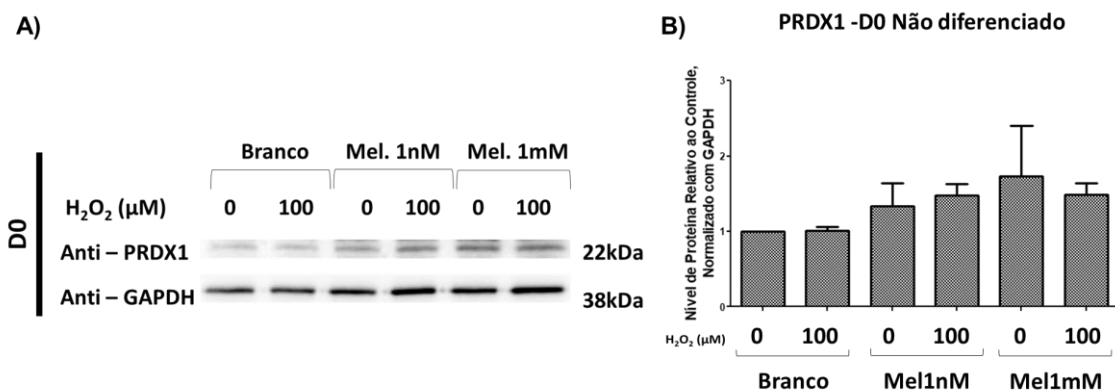 A)
D0
Branco Mel. 1nM Mel. 1mM
H₂O₂ (µM) 0 100 0 100 0 100
Anti – PRDX1 22kDa
Anti – GAPDH 38kDa
B)
PRDX1 -D0 Não diferenciado
Nível de Proteína Relativo ao Controle,
Normalizado com GAPDH
3
2
1
0
H₂O₂ (µM) 0 100 0 100 0 100
Branco Mel1nM Mel1mM